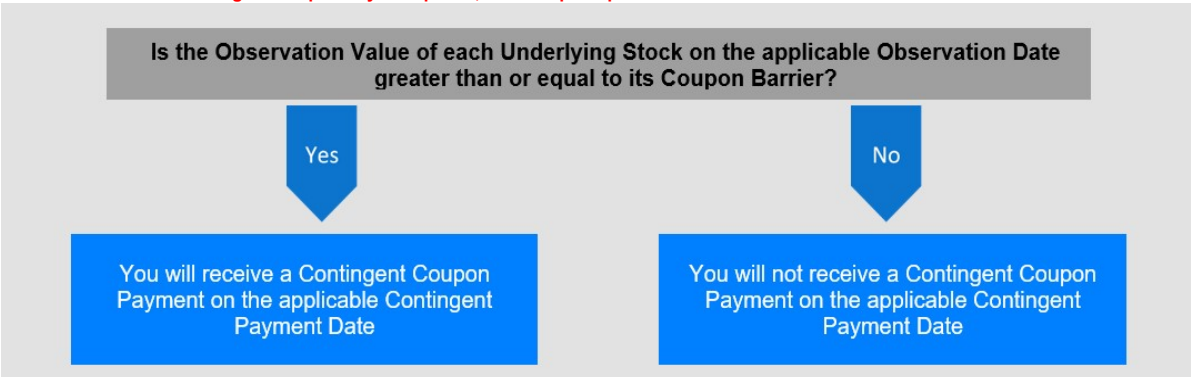 Is the Observation Value of each Underlying Stock on the applicable Observation Date
greater than or equal to its Coupon Barrier?
Yes
No
You will receive a Contingent Coupon
Payment on the applicable Contingent
Payment Date
You will not receive a Contingent Coupon
Payment on the applicable Contingent
Payment Date